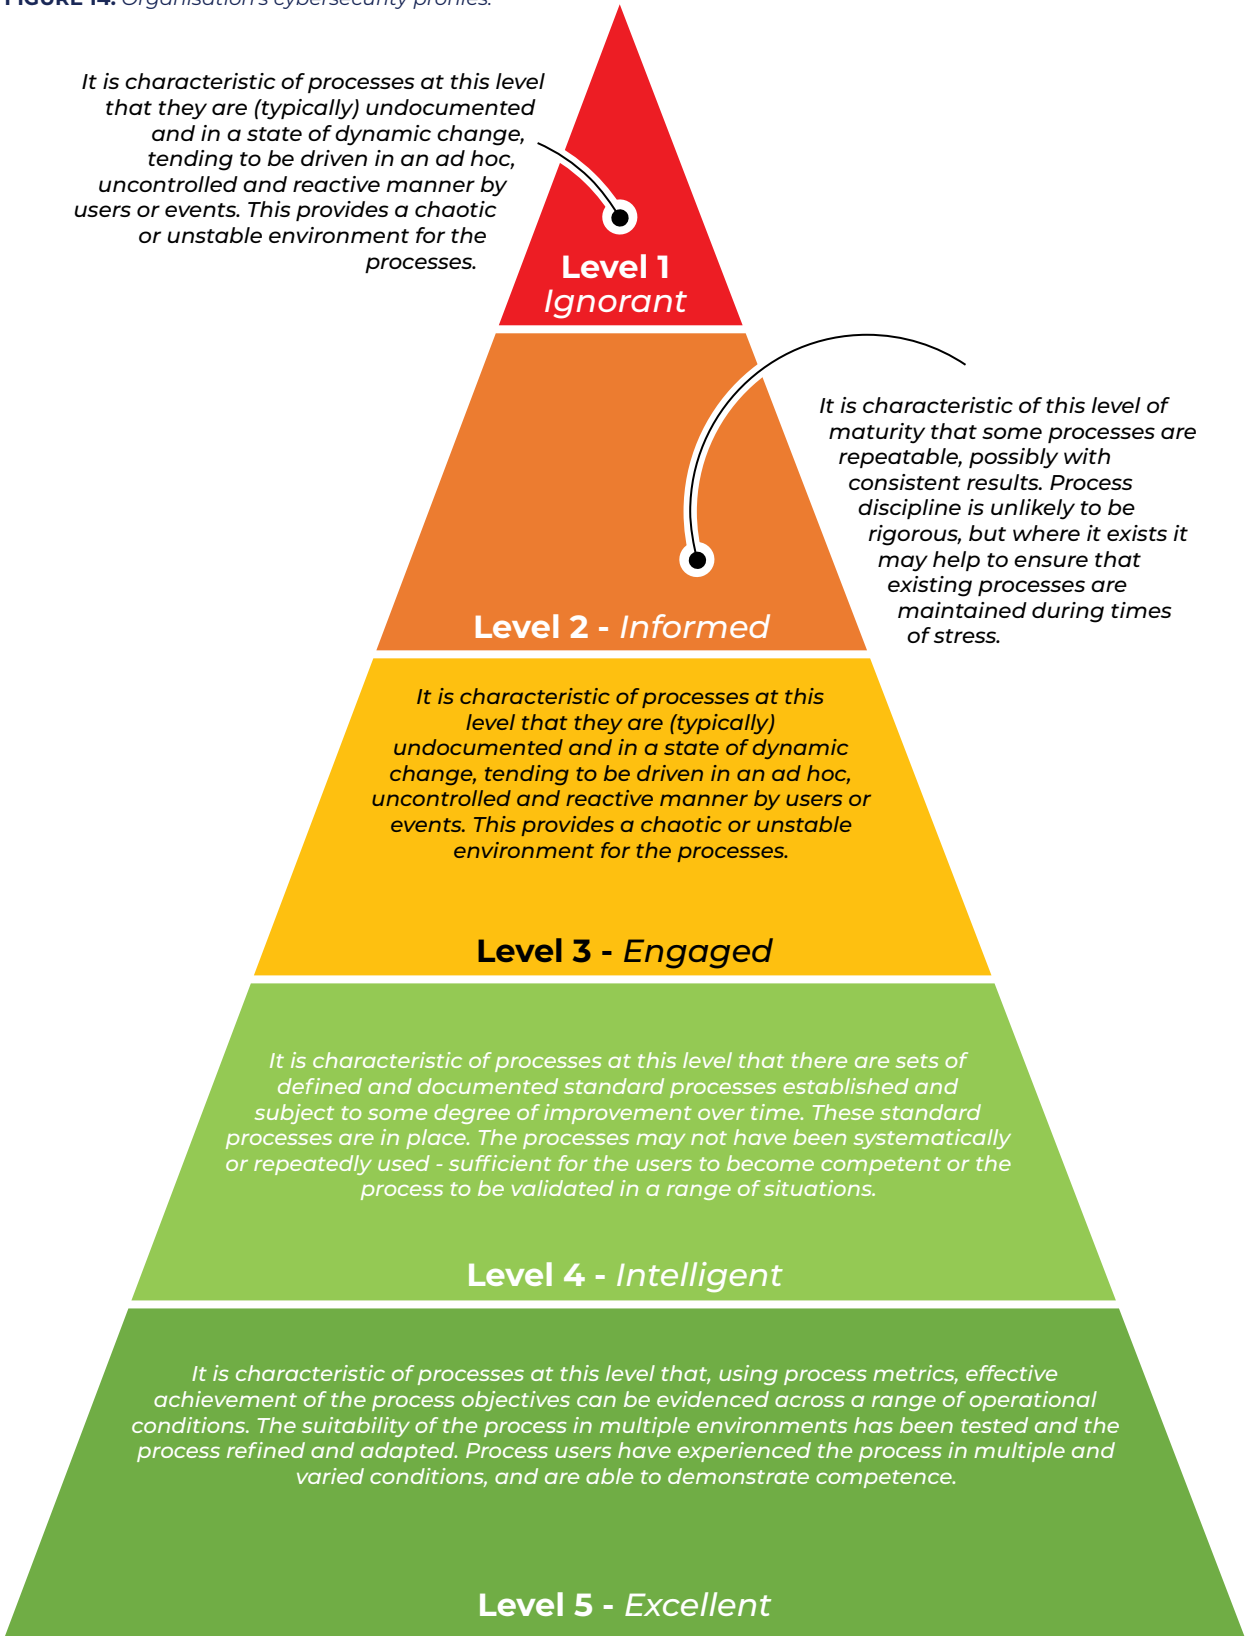 FIGURE 14. Organisation's cybersecurity profiles.
It is characteristic of processes at this level
that they are (typically) undocumented
and in a state of dynamic change,
tending to be driven in an ad hoc,
uncontrolled and reactive manner by
users or events. This provides a chaotic
or unstable environment for the
processes.
Level 1
Ignorant
It is characteristic of this level of
maturity that some processes are
repeatable, possibly with
consistent results. Process
discipline is unlikely to be
rigorous, but where it exists it
may help to ensure that
existing processes are
maintained during times
of stress.
Level 2 - Informed
It is characteristic of processes at this
level that they are (typically)
undocumented and in a state of dynamic
change, tending to be driven in an ad hoc,
uncontrolled and reactive manner by users or
events. This provides a chaotic or unstable
environment for the processes.
Level 3 - Engaged
It is characteristic of processes at this level that there are sets of
defined and documented standard processes established and
subject to some degree of improvement over time. These standard
processes are in place. The processes may not have been systematically
or repeatedly used - sufficient for the users to become competent or the
process to be validated in a range of situations.
Level 4 - Intelligent
It is characteristic of processes at this level that, using process metrics, effective
achievement of the process objectives can be evidenced across a range of operational
conditions. The suitability of the process in multiple environments has been tested and the
process refined and adapted. Process users have experienced the process in multiple and
varied conditions, and are able to demonstrate competence.
Level 5 - Excellent